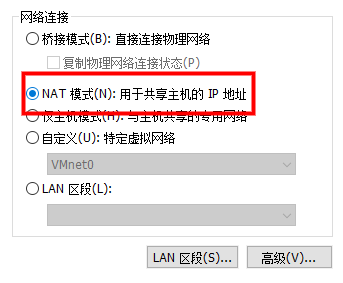 网络连接
桥接模式(B): 直接连接物理网络
复制物理网络连接状态(P)
NAT 模式(N): 用于共享主机的 IP 地址
仅主机模式(H): 与主机共享的专用网络
自定义(U): 特定虚拟网络
VMnet0
LAN 区段(L):
LAN 区段(S)...
高级(V)...